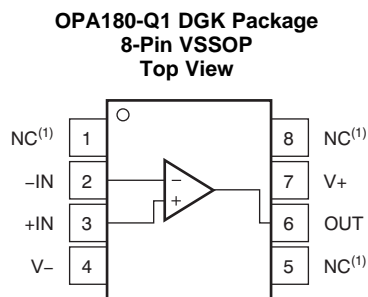 OPA180-Q1 DGK Package
8-Pin VSSOP
Top View
NC(1) 1 8 NC(1)
−IN 2 − 7 V+
+IN 3 + 6 OUT
V− 4 5 NC(1)